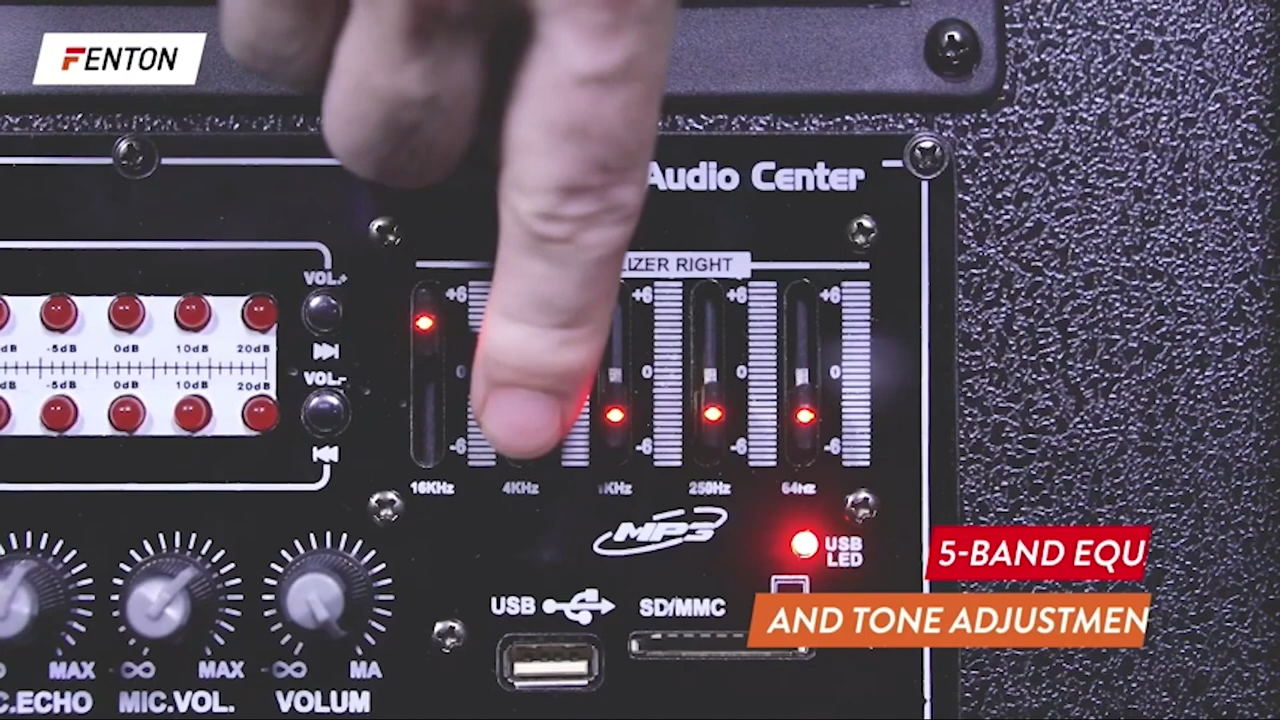 FENTON
Audio Center
LIZER RIGHT
VOL+
+6 +6 +6 +6
-5dB 0dB 10dB 20dB
0 0 0 0
VOL-
dB -5dB 0dB 10dB 20dB
-6 -6 -6 -6
16KHz 4KHz 1KHz 250Hz 64Hz
MP3
USB
LED
5-BAND EQU
USB SD/MMC
AND TONE ADJUSTMEN
MAX ∞ MAX -∞ MA
C.ECHO MIC.VOL. VOLUM